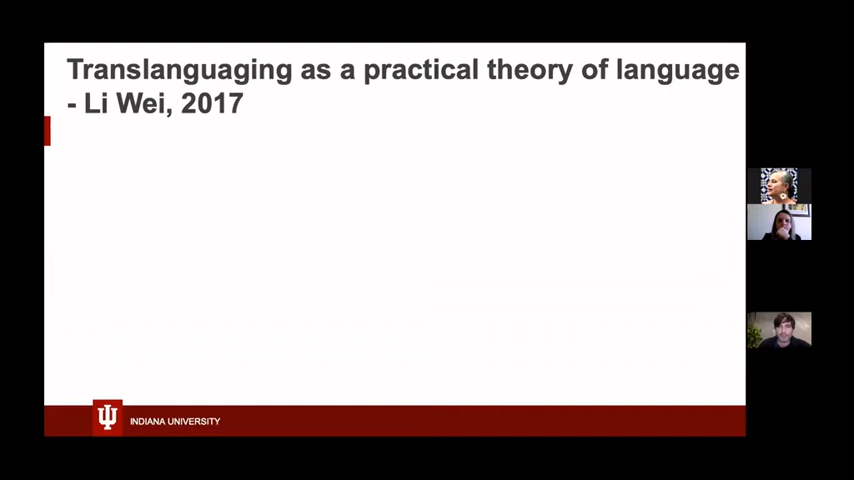 Translanguaging as a practical theory of language
- Li Wei, 2017
INDIANA UNIVERSITY